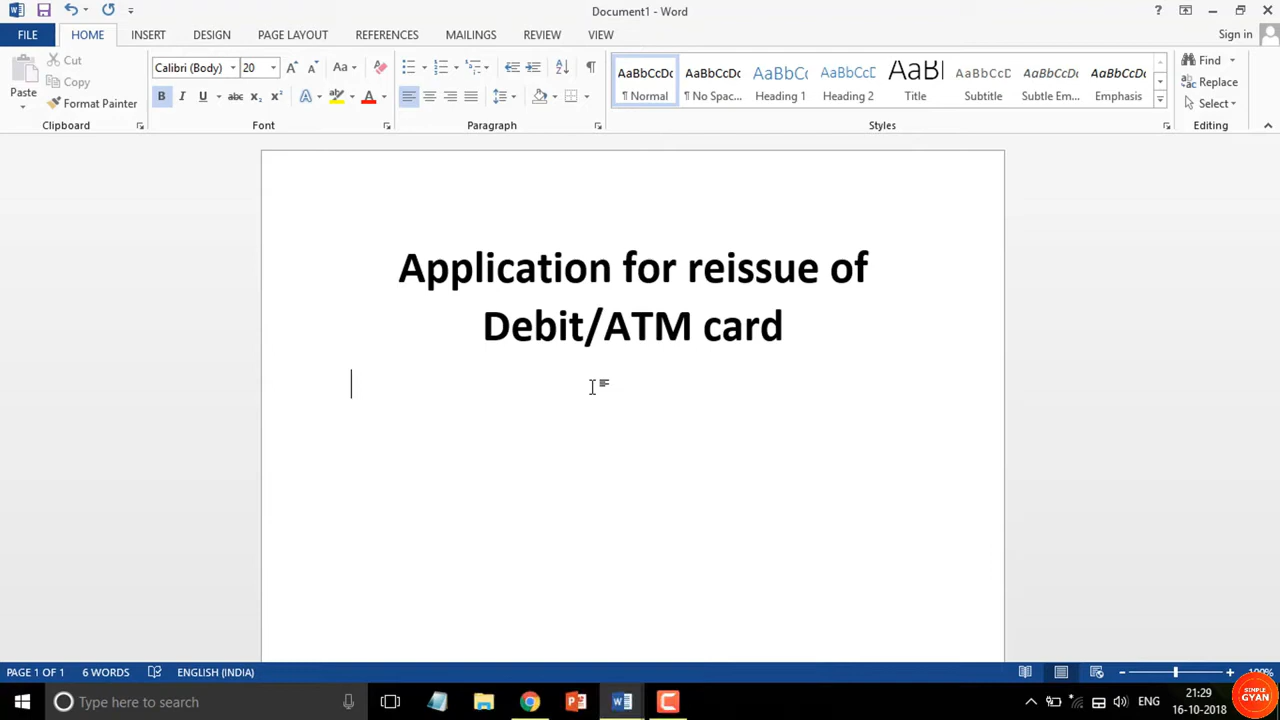 Document1 - Word
Sign in
FILE HOME INSERT DESIGN PAGE LAYOUT REFERENCES MAILINGS REVIEW VIEW
Paste
Cut
Copy
Format Painter
Clipboard
Calibri (Body) 20
Font
Paragraph
AaBbCcDc AaBbCcDc AaBbCc AaBbCcC AaBl AaBbCcC AaBbCcDc AaBbCcDc
¶ Normal ¶ No Spac... Heading 1 Heading 2 Title Subtitle Subtle Em... Emphasis
Styles
Find
Replace
Select
Editing
Application for reissue of
Debit/ATM card
PAGE 1 OF 1 6 WORDS ENGLISH (INDIA)
100%
Type here to search
ENG
21:29
16-10-2018
SIMPLE
GYAN